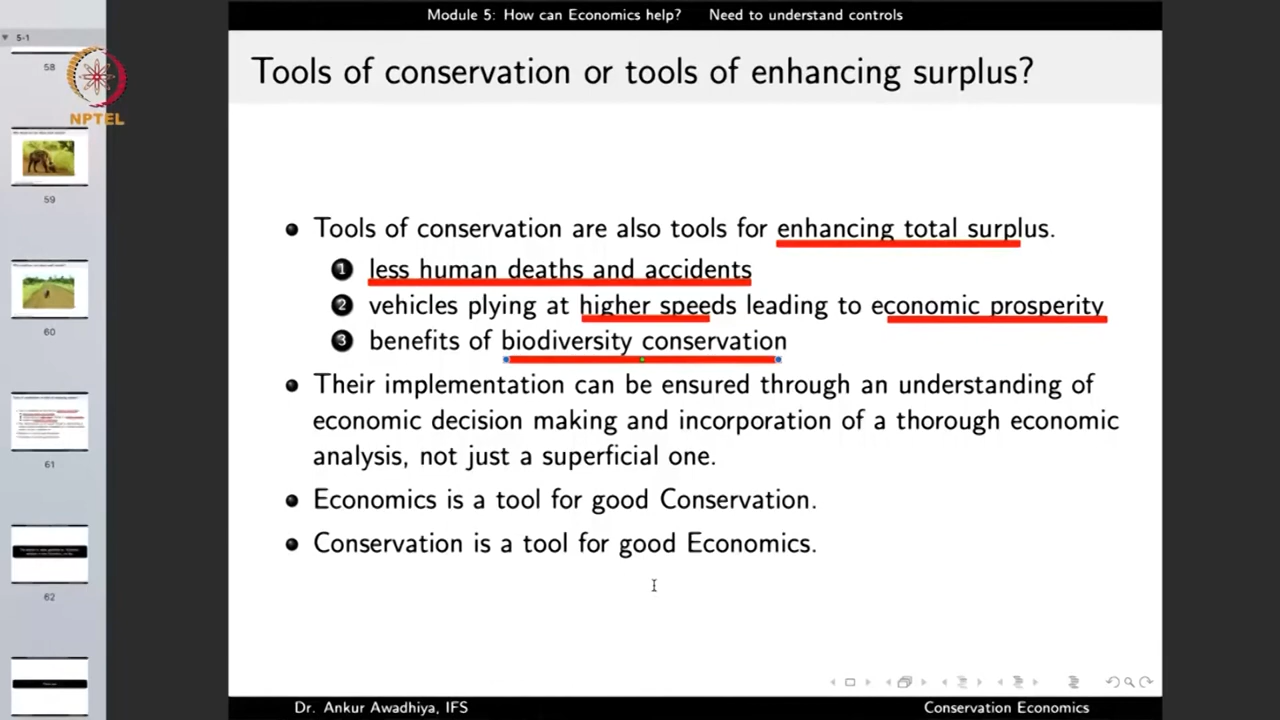 Module 5: How can Economics help? Need to understand controls
5-1
58
NPTEL
59
60
61
62
Tools of conservation or tools of enhancing surplus?
Tools of conservation are also tools for enhancing total surplus.
1 less human deaths and accidents
2 vehicles plying at higher speeds leading to economic prosperity
3 benefits of biodiversity conservation
Their implementation can be ensured through an understanding of
economic decision making and incorporation of a thorough economic
analysis, not just a superficial one.
Economics is a tool for good Conservation.
Conservation is a tool for good Economics.
Dr. Ankur Awadhiya, IFS Conservation Economics